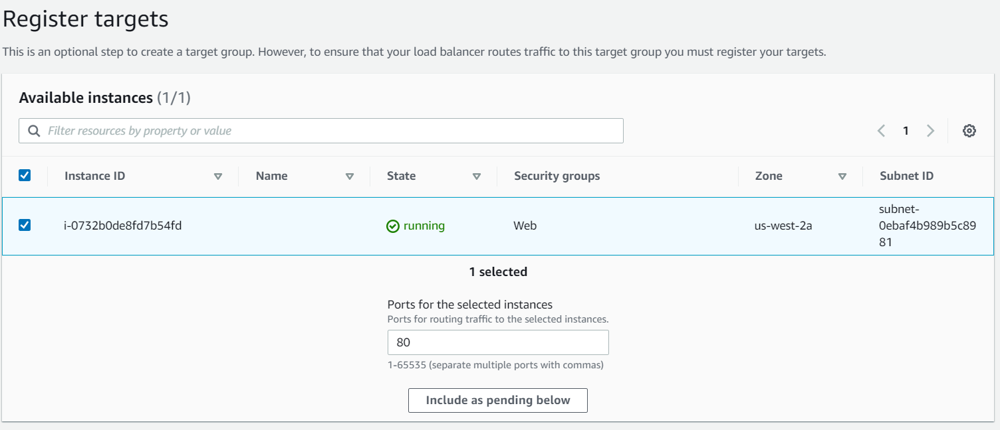 Register targets
This is an optional step to create a target group. However, to ensure that your load balancer routes traffic to this target group you must register your targets.
Available instances (1/1)
Filter resources by property or value
1
Instance ID Name State Security groups Zone Subnet ID
i-0732b0de8fd7b54fd running Web us-west-2a subnet-
0ebaf4b989b5c89
81
1 selected
Ports for the selected instances
Ports for routing traffic to the selected instances.
80
1-65535 (separate multiple ports with commas)
Include as pending below